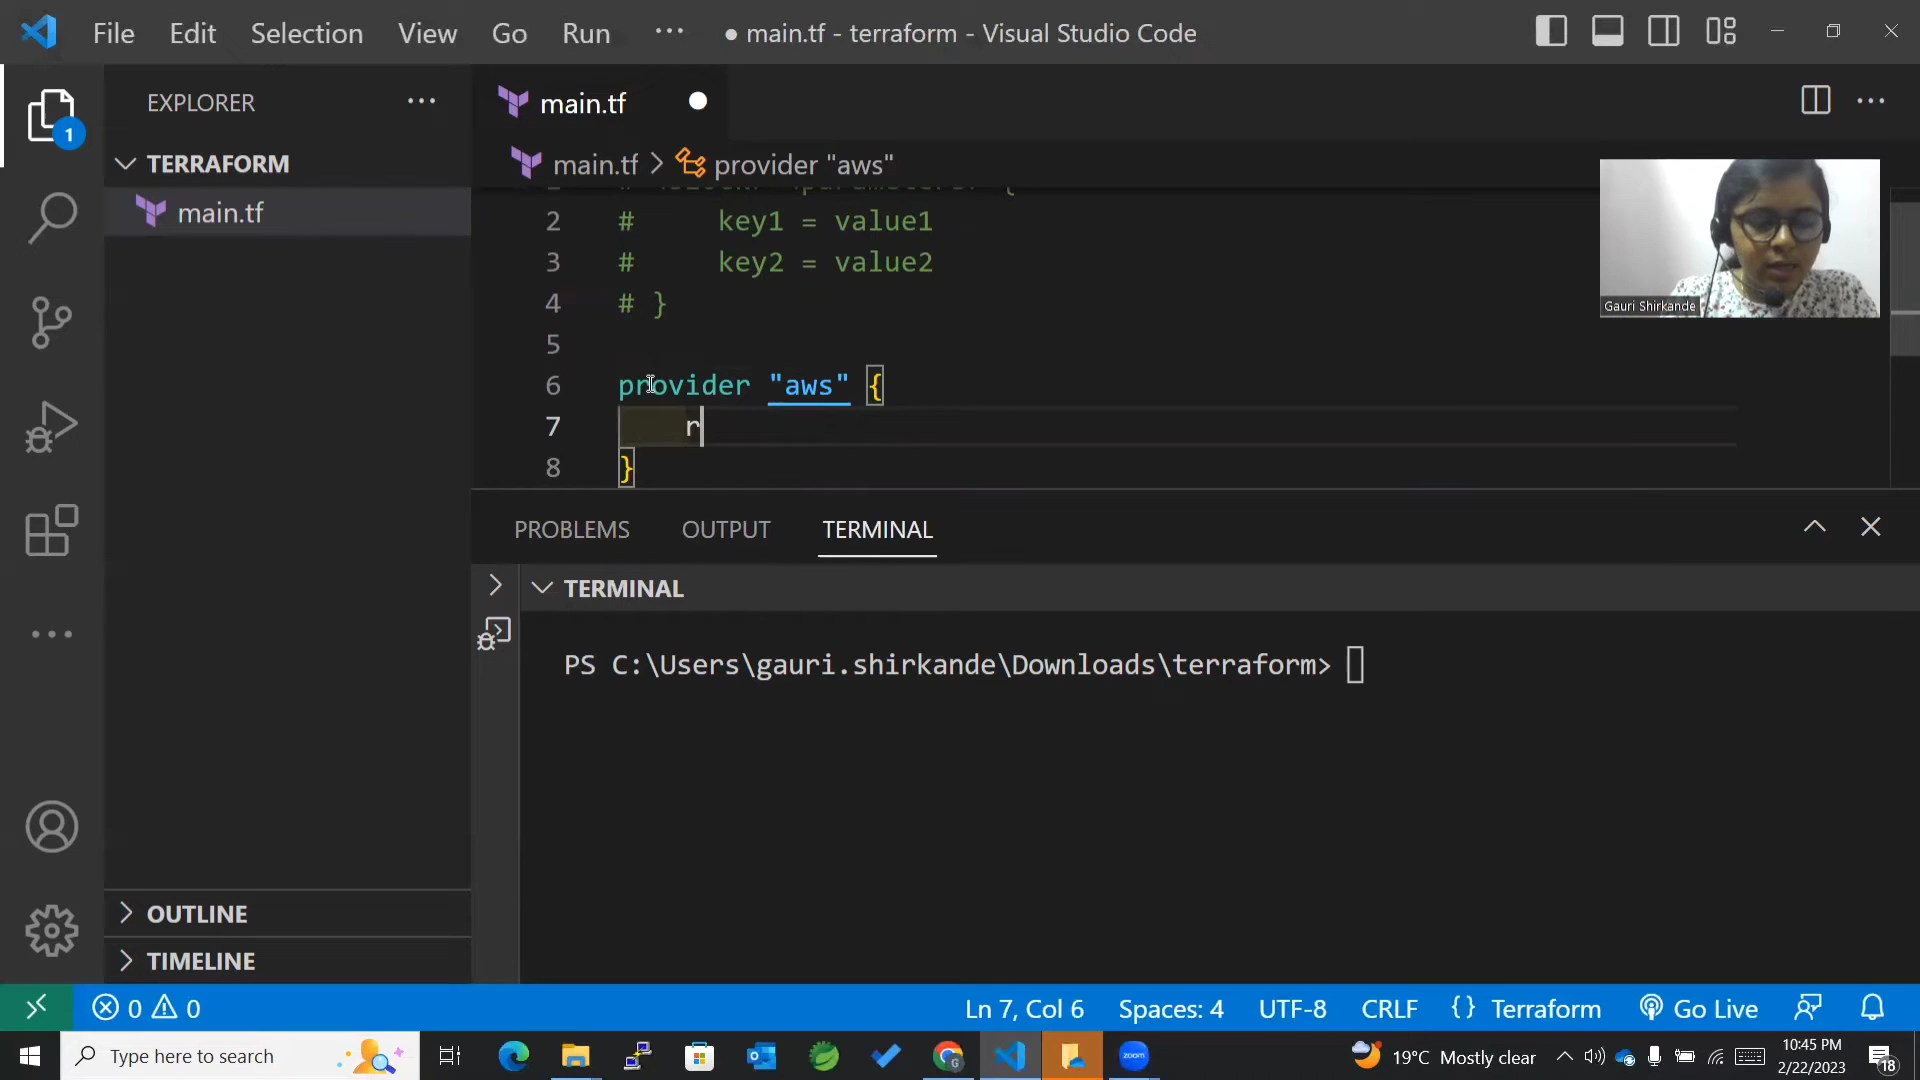 File Edit Selection View Go Run ··· ● main.tf - terraform - Visual Studio Code
EXPLORER ···
main.tf
1
TERRAFORM
main.tf > provider "aws"
main.tf
2 # key1 = value1
3 # key2 = value2
4 # }
5
6 provider "aws" {
7 r
8 }
Gauri Shirkande
PROBLEMS OUTPUT TERMINAL
TERMINAL
PS C:\Users\gauri.shirkande\Downloads\terraform>
OUTLINE
TIMELINE
0 0 Ln 7, Col 6 Spaces: 4 UTF-8 CRLF {} Terraform Go Live
Type here to search
zoom
19°C Mostly clear
10:45 PM
2/22/2023
18